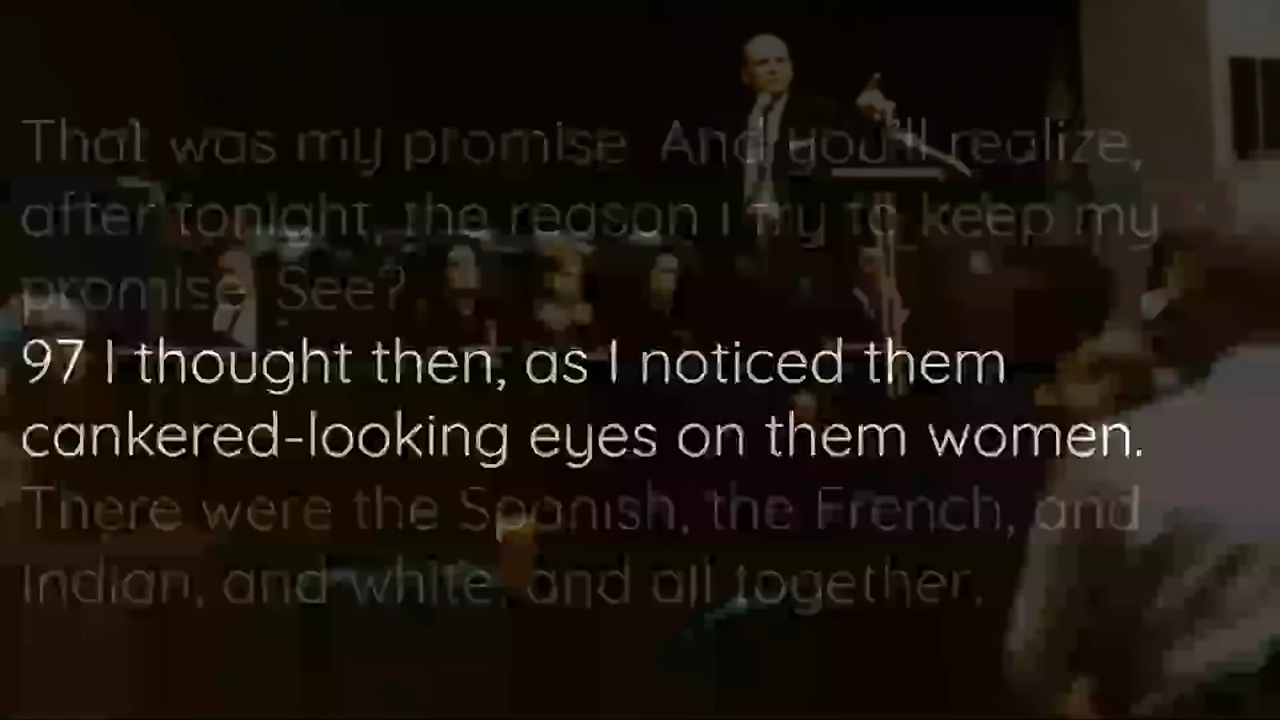 That was my promise. And you'll realize,
after tonight, the reason I try to keep my
promise. See?
97 I thought then, as I noticed them
cankered-looking eyes on them women.
There were the Spanish, the French, and
Indian, and white, and all together.